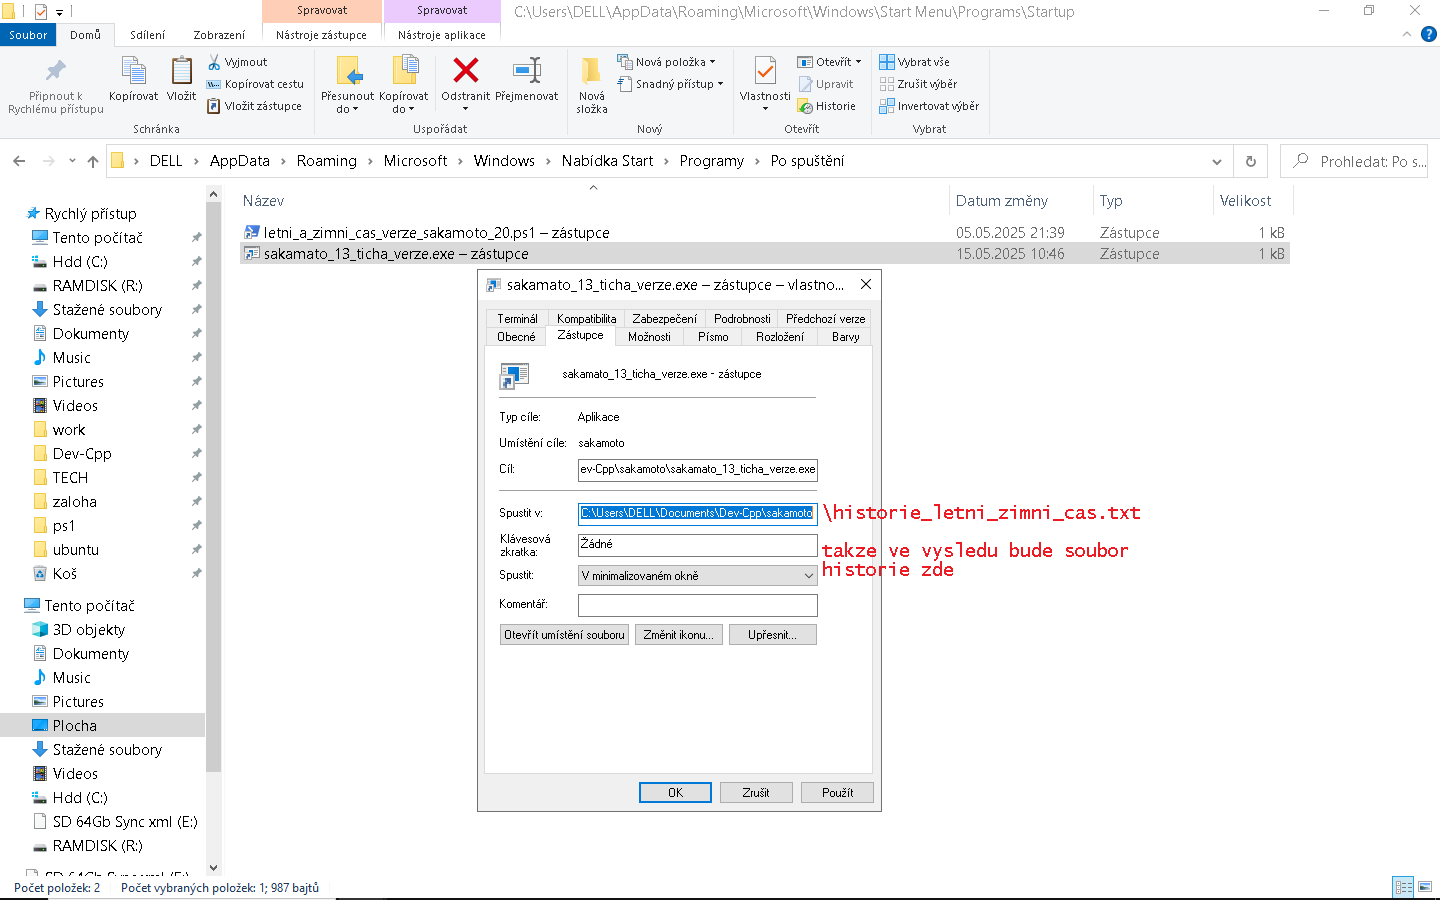 Spravovat
Spravovat
C:\Users\DELL\AppData\Roaming\Microsoft\Windows\Start Menu\Programs\Startup
Soubor
Domů
Sdílení
Zobrazení
Nástroje zástupce
Nástroje aplikace
Připnout k
Rychlému přístupu
Kopírovat
Vložit
Vyjmout
Kopírovat cestu
Vložit zástupce
Schránka
Přesunout
do
Kopírovat
do
Odstranit
Přejmenovat
Uspořádat
Nová
složka
Nová položka
Snadný přístup
Nový
Vlastnosti
Otevřít
Upravit
Historie
Otevřít
Vybrat vše
Zrušit výběr
Invertovat výběr
Vybrat
DELL
AppData
Roaming
Microsoft
Windows
Nabídka Start
Programy
Po spuštění
Prohledat: Po s...
Název
Datum změny
Typ
Velikost
letni_a_zimni_cas_verze_sakamoto_20.ps1 – zástupce
05.05.2025 21:39
Zástupce
1 kB
sakamato_13_ticha_verze.exe – zástupce
15.05.2025 10:46
Zástupce
1 kB
Rychlý přístup
Tento počítač
Hdd (C:)
RAMDISK (R:)
Stažené soubory
Dokumenty
Music
Pictures
Videos
work
Dev-Cpp
TECH
zaloha
ps1
ubuntu
Koš
Tento počítač
3D objekty
Dokumenty
Music
Pictures
Plocha
Stažené soubory
Videos
Hdd (C:)
SD 64Gb Sync xml (E:)
RAMDISK (R:)
SD 64Gb Sync xml (E:)
sakamato_13_ticha_verze.exe – zástupce – vlastno...
Terminál
Kompatibilita
Zabezpečení
Podrobnosti
Předchozí verze
Obecné
Zástupce
Možnosti
Písmo
Rozložení
Barvy
sakamato_13_ticha_verze.exe - zástupce
Typ cíle:
Aplikace
Umístění cíle:
sakamoto
Cíl:
ev-Cpp\sakamoto\sakamato_13_ticha_verze.exe
Spustit v:
C:\Users\DELL\Documents\Dev-Cpp\sakamoto
\historie_letni_zimni_cas.txt
Klávesová
zkratka:
Žádné
takze ve vysledu bude soubor
historie zde
Spustit:
V minimalizovaném okně
Komentář:
Otevřít umístění souboru
Změnit ikonu...
Upřesnit...
OK
Zrušit
Použít
Počet položek: 2
Počet vybraných položek: 1; 987 bajtů